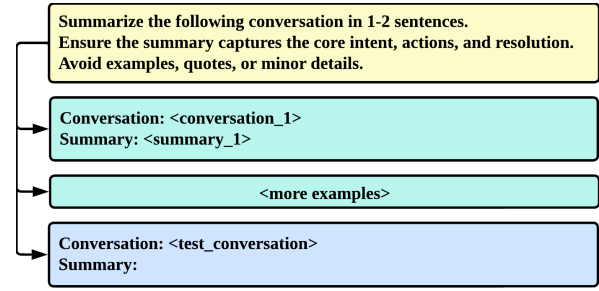 Summarize the following conversation in 1-2 sentences.
Ensure the summary captures the core intent, actions, and resolution.
Avoid examples, quotes, or minor details.
Conversation: <conversation_1>
Summary: <summary_1>
<more examples>
Conversation: <test_conversation>
Summary: